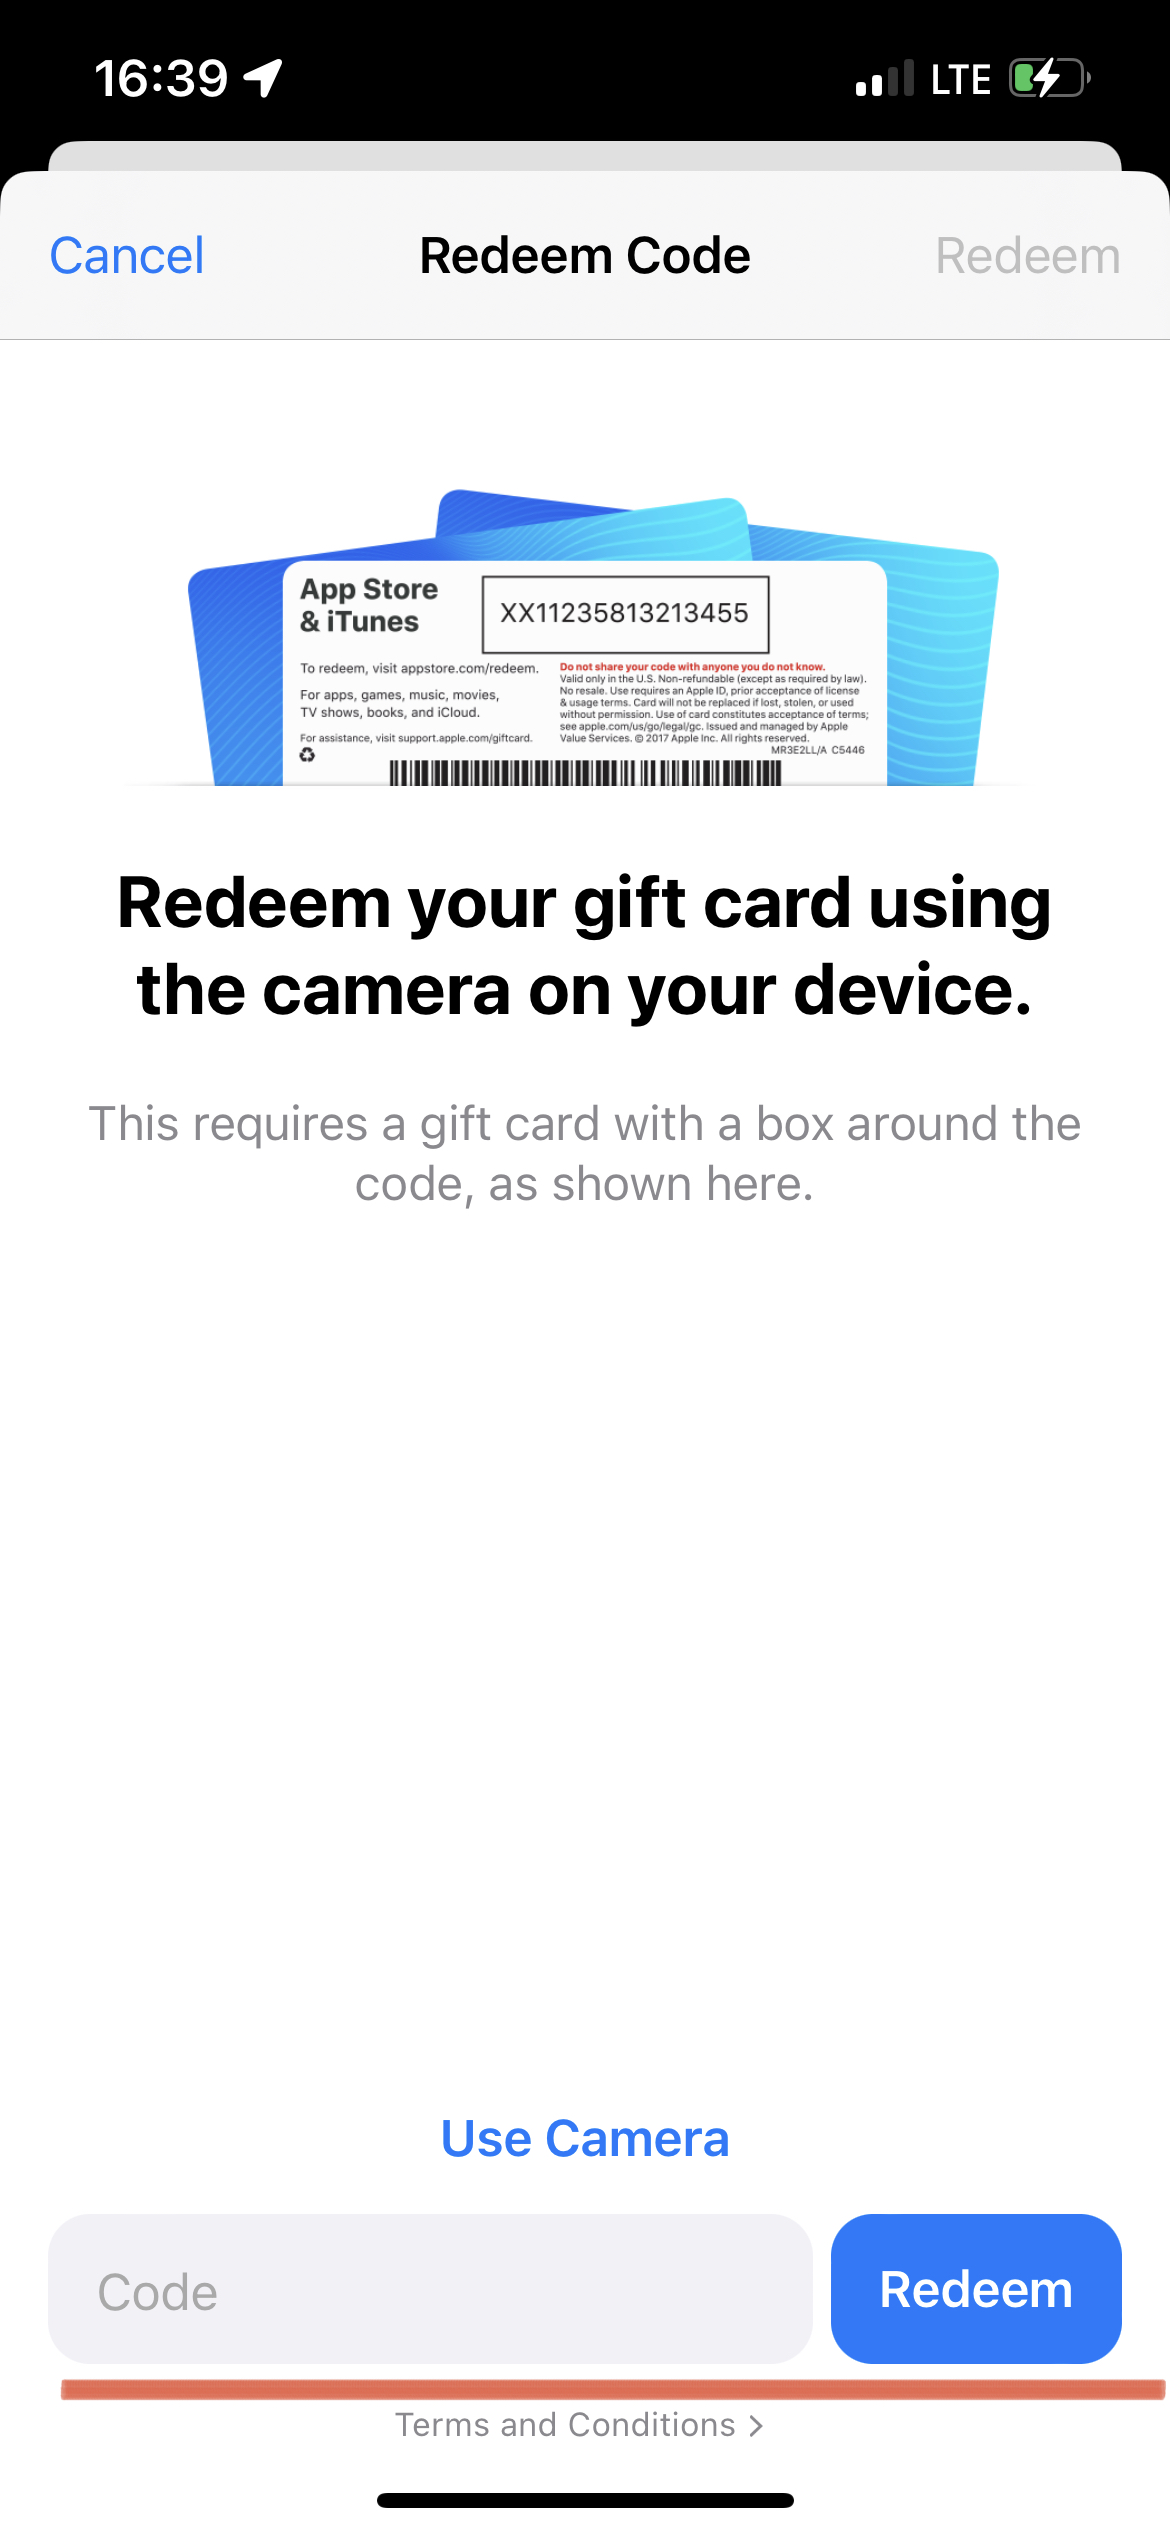 16:39
LTE
Cancel
Redeem Code
Redeem
App Store
& iTunes
XX11235813213455
To redeem, visit appstore.com/redeem.
For apps, games, music, movies,
TV shows, books, and iCloud.
For assistance, visit support.apple.com/giftcard.
Do not share your code with anyone you do not know.
Valid only in the U.S. Non-refundable (except as required by law).
No resale. Use requires an Apple ID, prior acceptance of license
& usage terms. Card will not be replaced if lost, stolen, or used
without permission. Use of card constitutes acceptance of terms;
see apple.com/us/go/legal/gc. Issued and managed by Apple
Value Services. © 2017 Apple Inc. All rights reserved.
MR3E2LL/A C5446
Redeem your gift card using
the camera on your device.
This requires a gift card with a box around the
code, as shown here.
Use Camera
Code
Redeem
Terms and Conditions >